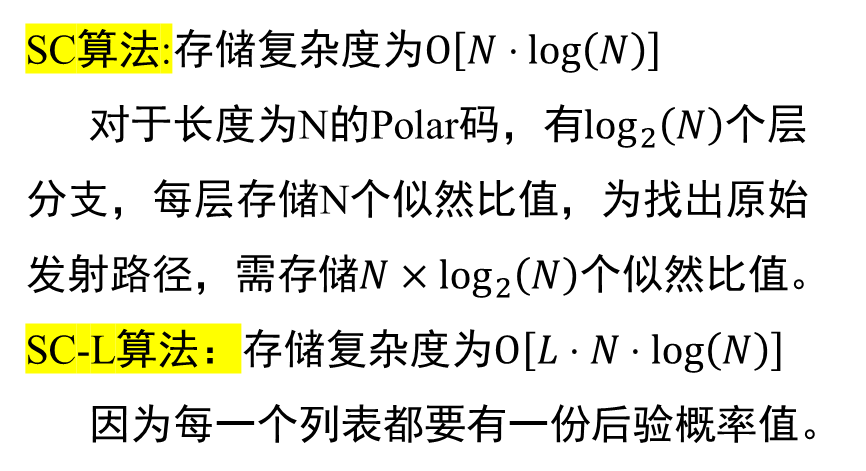 SC算法:存储复杂度为O[N · log(N)]
对于长度为N的Polar码，有log₂(N)个层
分支，每层存储N个似然比值，为找出原始
发射路径，需存储N × log₂(N)个似然比值。
SC-L算法：存储复杂度为O[L · N · log(N)]
因为每一个列表都要有一份后验概率值。